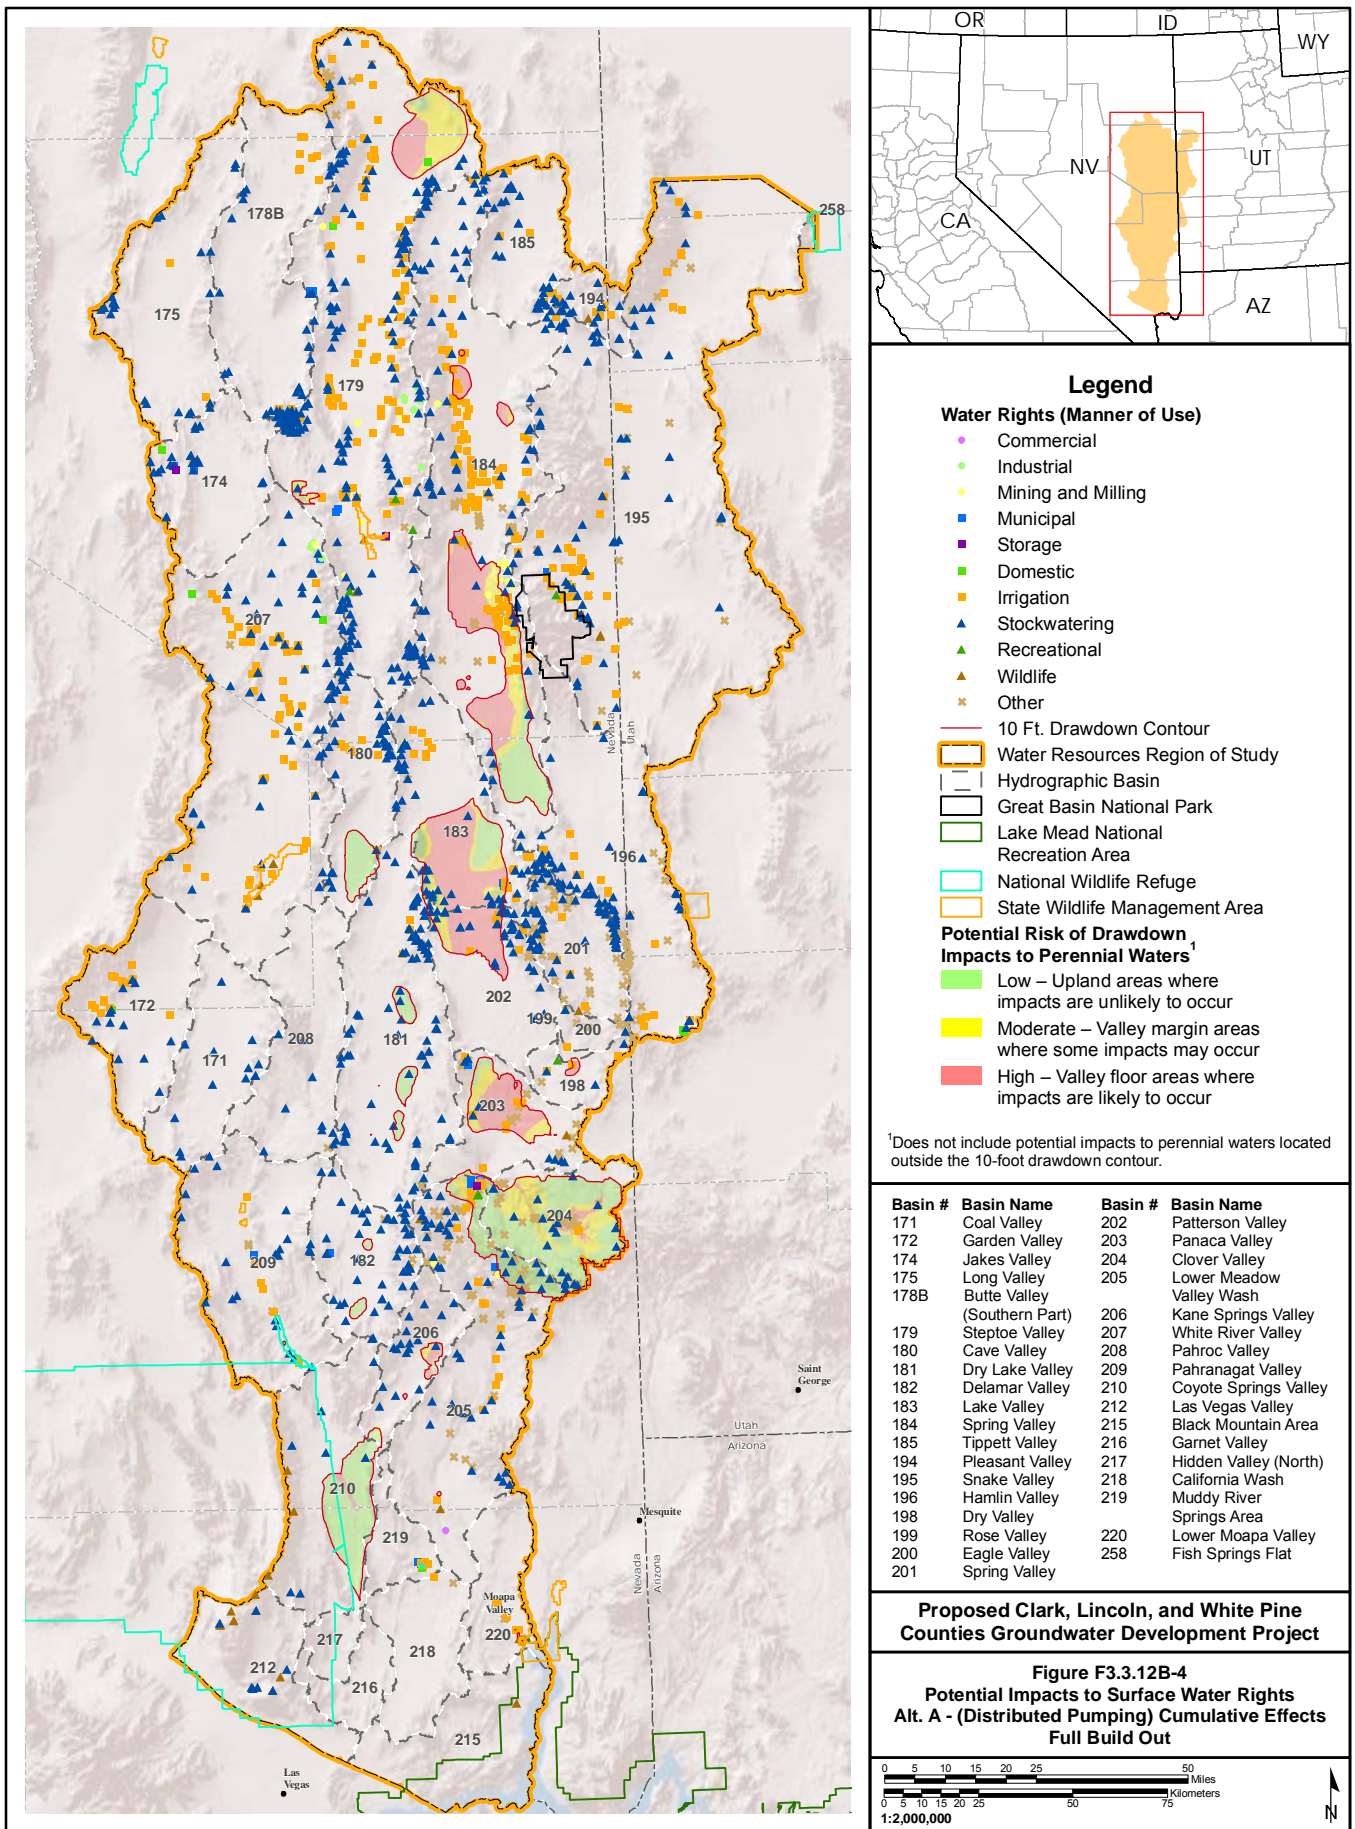 OR
ID
WY
NV
UT
CA
AZ
258
178B
185
194
175
179
184
174
195
207
180
183
196
201
172
202
199
200
208
181
171
198
203
204
209
182
206
205
210
219
217
218
220
212
216
215
Nevada
Utah
Saint
George
Utah
Arizona
Mesquite
Nevada
Arizona
Moapa
Valley
Las
Vegas
Legend
Water Rights (Manner of Use)
Commercial
Industrial
Mining and Milling
Municipal
Storage
Domestic
Irrigation
Stockwatering
Recreational
Wildlife
Other
10 Ft. Drawdown Contour
Water Resources Region of Study
Hydrographic Basin
Great Basin National Park
Lake Mead National
Recreation Area
National Wildlife Refuge
State Wildlife Management Area
Potential Risk of Drawdown
Impacts to Perennial Waters1
Low – Upland areas where
impacts are unlikely to occur
Moderate – Valley margin areas
where some impacts may occur
High – Valley floor areas where
impacts are likely to occur
1Does not include potential impacts to perennial waters located
outside the 10-foot drawdown contour.
Basin # Basin Name Basin # Basin Name
171 Coal Valley 202 Patterson Valley
172 Garden Valley 203 Panaca Valley
174 Jakes Valley 204 Clover Valley
175 Long Valley 205 Lower Meadow
178B Butte Valley Valley Wash
(Southern Part) 206 Kane Springs Valley
179 Steptoe Valley 207 White River Valley
180 Cave Valley 208 Pahroc Valley
181 Dry Lake Valley 209 Pahranagat Valley
182 Delamar Valley 210 Coyote Springs Valley
183 Lake Valley 212 Las Vegas Valley
184 Spring Valley 215 Black Mountain Area
185 Tippett Valley 216 Garnet Valley
194 Pleasant Valley 217 Hidden Valley (North)
195 Snake Valley 218 California Wash
196 Hamlin Valley 219 Muddy River
198 Dry Valley Springs Area
199 Rose Valley 220 Lower Moapa Valley
200 Eagle Valley 258 Fish Springs Flat
201 Spring Valley
Proposed Clark, Lincoln, and White Pine
Counties Groundwater Development Project
Figure F3.3.12B-4
Potential Impacts to Surface Water Rights
Alt. A - (Distributed Pumping) Cumulative Effects
Full Build Out
0 5 10 15 20 25 50
Miles
Kilometers
0 5 10 15 20 25 50 75
1:2,000,000
N